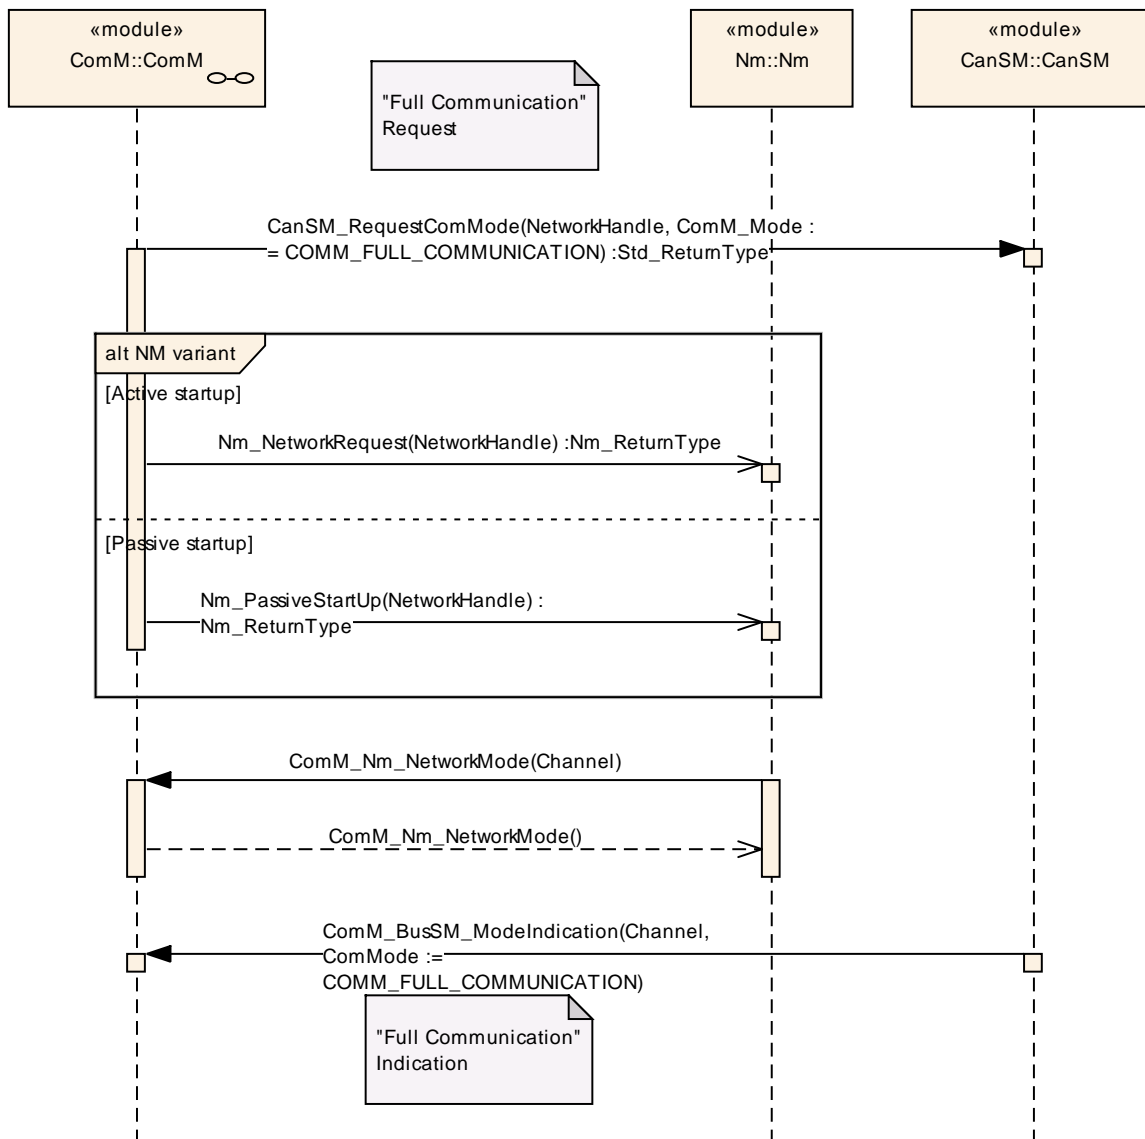 «module»
ComM::ComM
«module»
Nm::Nm
«module»
CanSM::CanSM
"Full Communication"
Request
CanSM_RequestComMode(NetworkHandle, ComM_Mode :
= COMM_FULL_COMMUNICATION) :Std_ReturnType
alt NM variant
[Active startup]
Nm_NetworkRequest(NetworkHandle) :Nm_ReturnType
[Passive startup]
Nm_PassiveStartUp(NetworkHandle) :
Nm_ReturnType
ComM_Nm_NetworkMode(Channel)
ComM_Nm_NetworkMode()
ComM_BusSM_ModeIndication(Channel,
ComMode :=
COMM_FULL_COMMUNICATION)
"Full Communication"
Indication